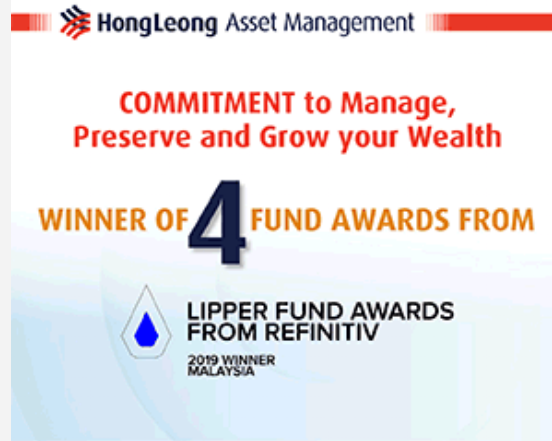 HongLeong Asset Management
COMMITMENT to Manage,
Preserve and Grow your Wealth
WINNER OF 4 FUND AWARDS FROM
LIPPER FUND AWARDS
FROM REFINITIV
2019 WINNER
MALAYSIA